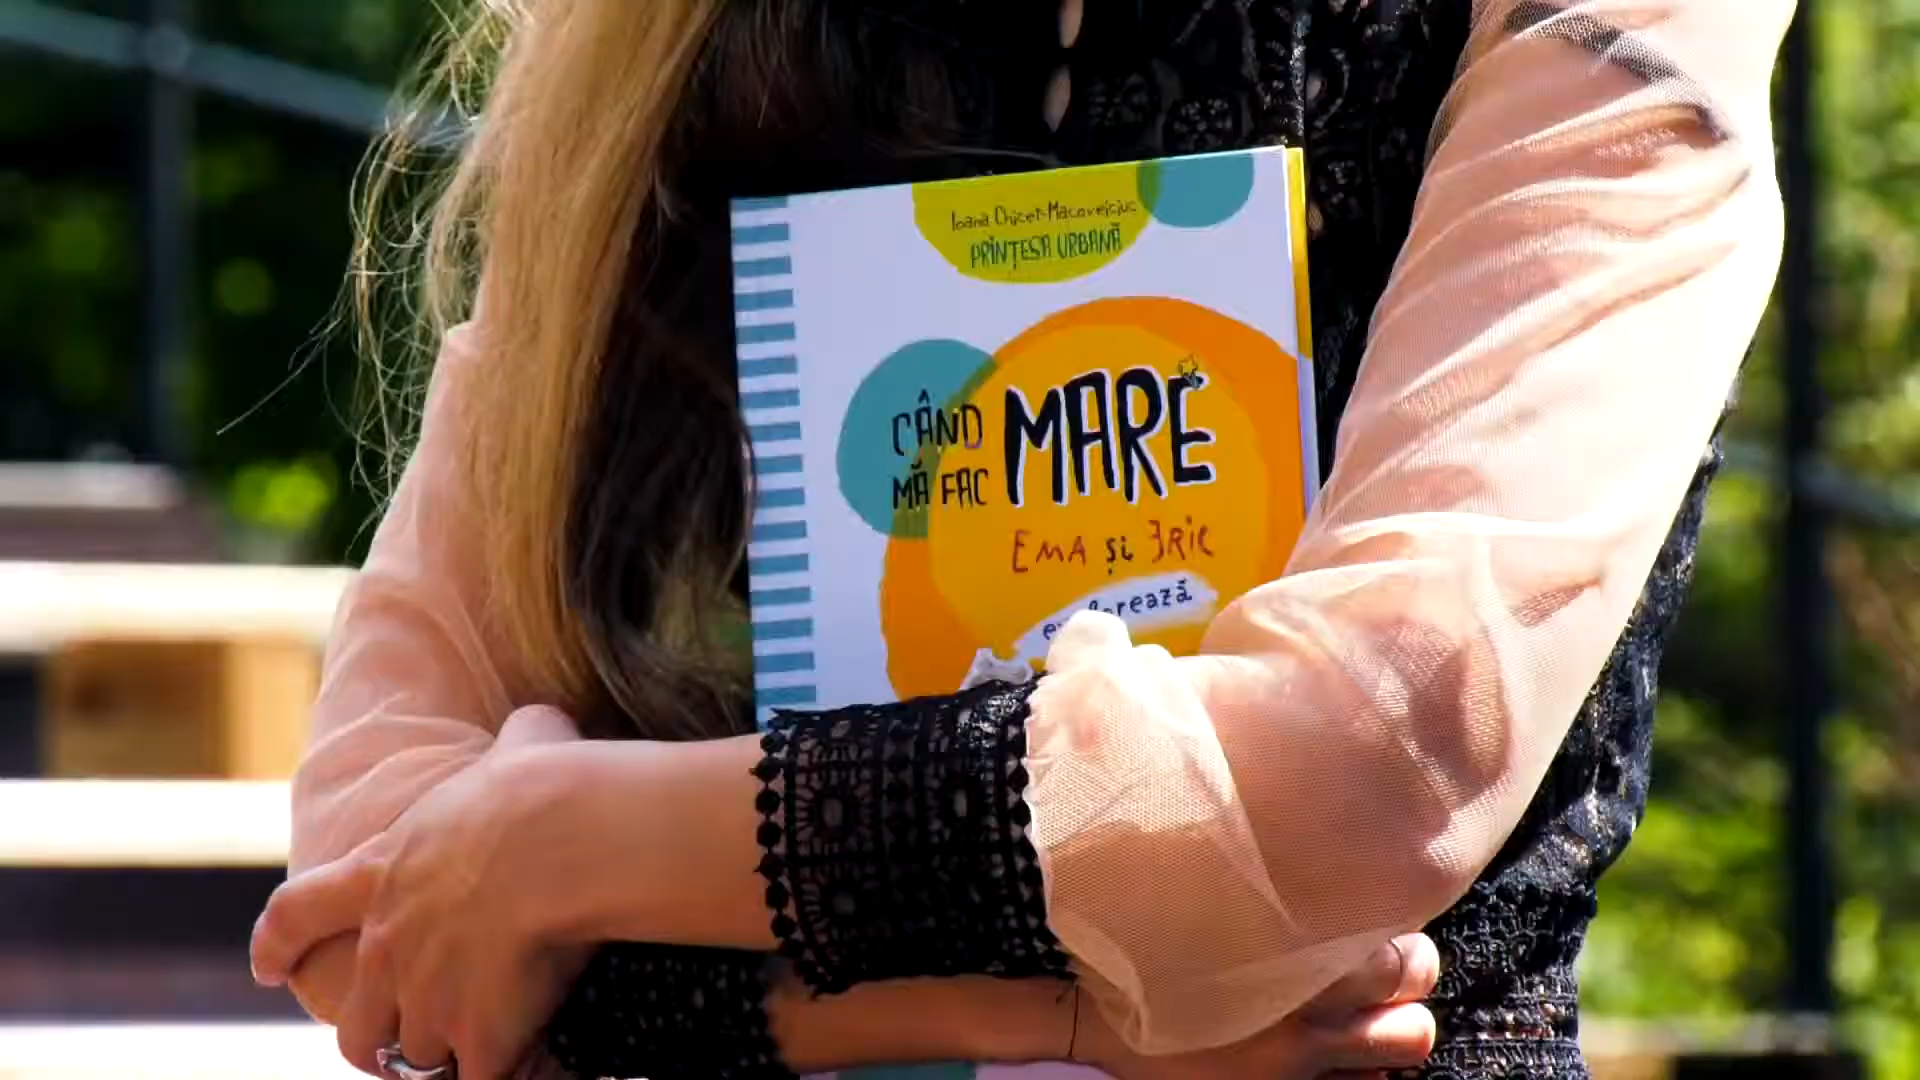 Ioana Chicet-Macoveiciuc
PRINȚESA URBANĂ
CÂND
MĂ FAC
MARE
EMA și ERIC